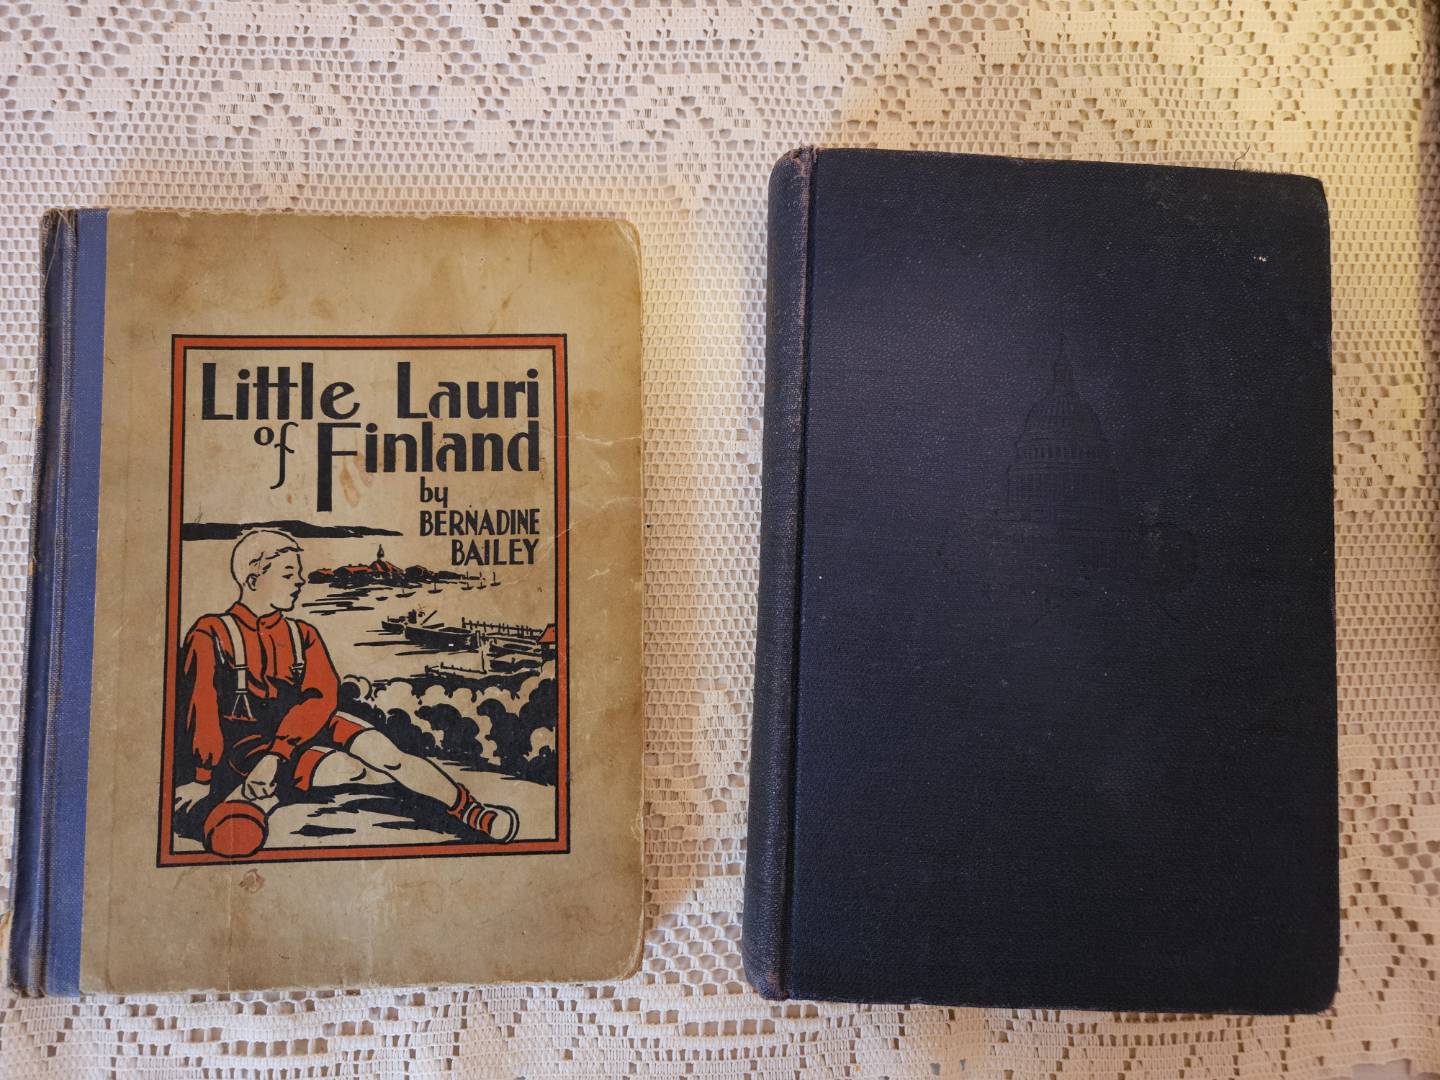 Little Lauri
of Finland
by
BERNADINE
BAILEY